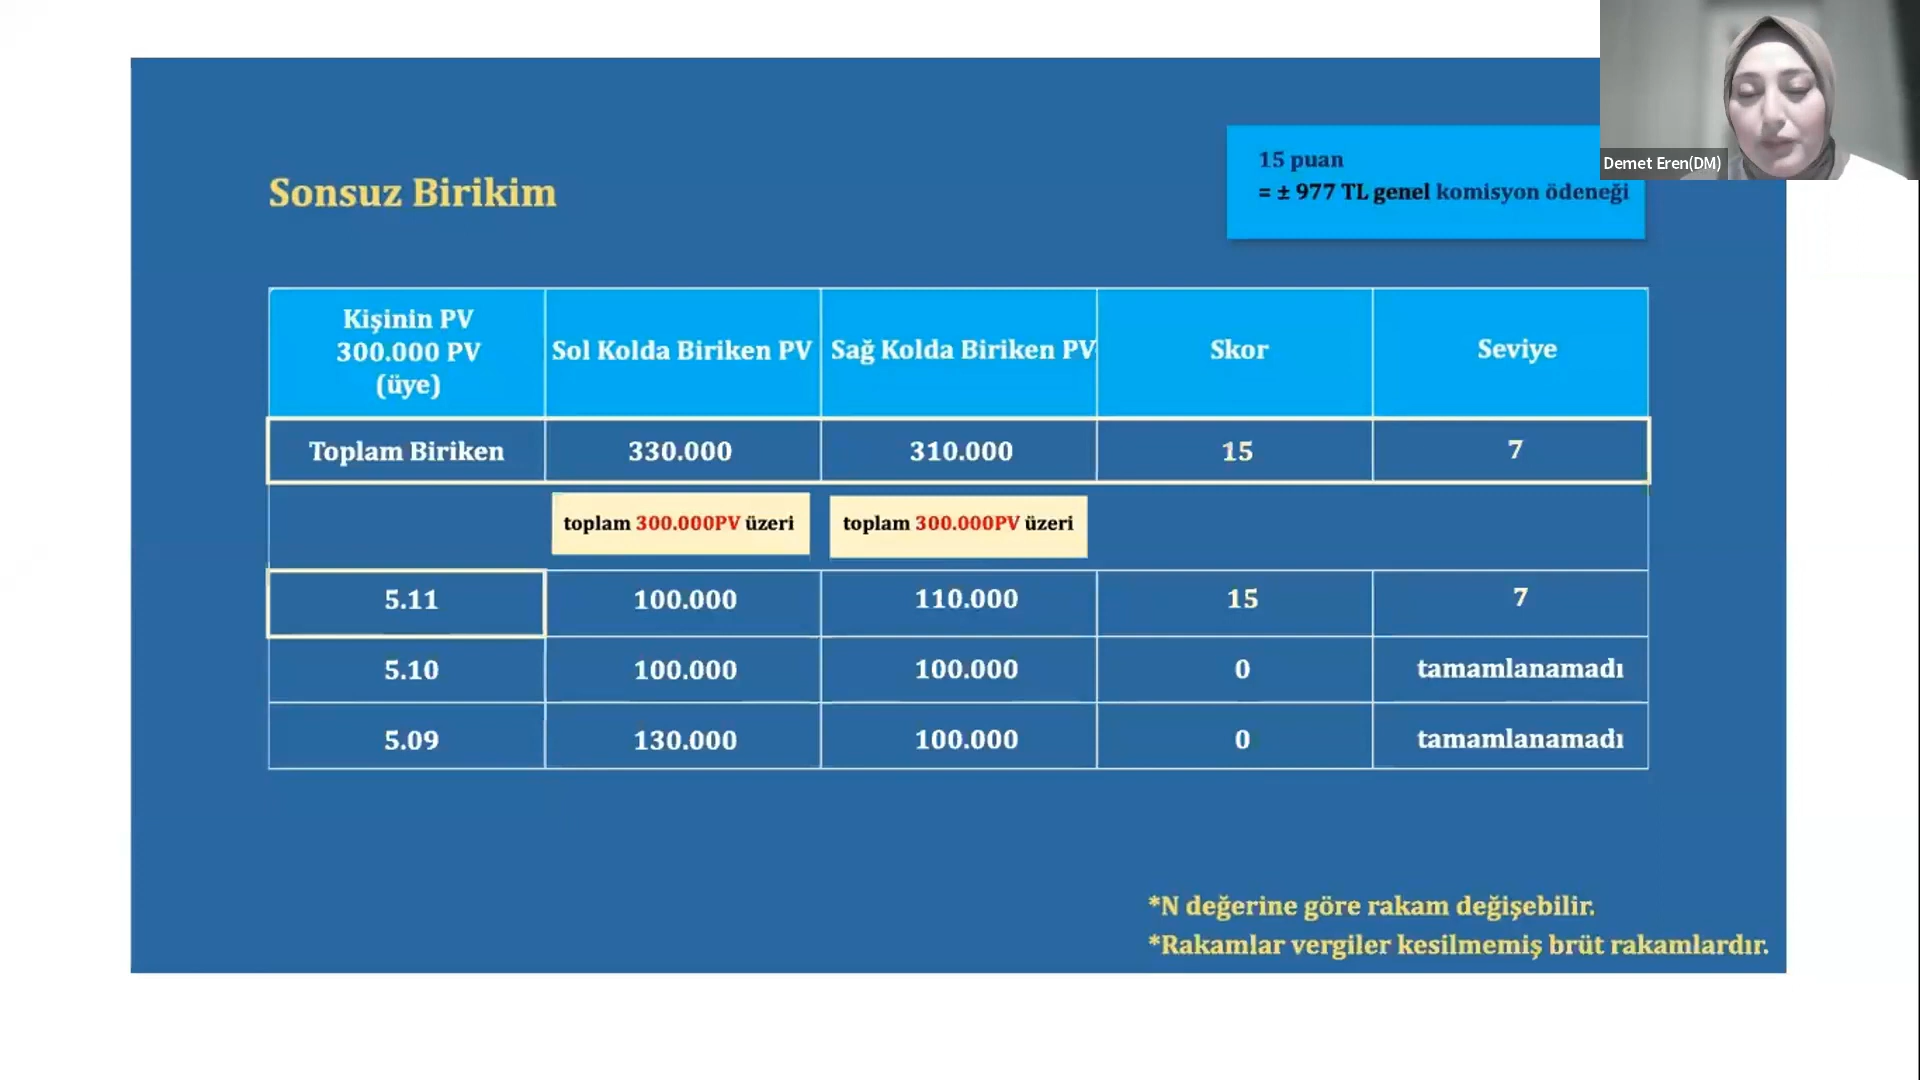 Demet Eren(DM)
15 puan
= ± 977 TL genel komisyon ödeneği
Sonsuz Birikim
Kişinin PV
300.000 PV
(üye)
Sol Kolda Biriken PV
Sağ Kolda Biriken PV
Skor
Seviye
Toplam Biriken
330.000
310.000
15
7
toplam 300.000PV üzeri
toplam 300.000PV üzeri
5.11
100.000
110.000
15
7
5.10
100.000
100.000
0
tamamlanamadı
5.09
130.000
100.000
0
tamamlanamadı
*N değerine göre rakam değişebilir.
*Rakamlar vergiler kesilmemiş brüt rakamlardır.